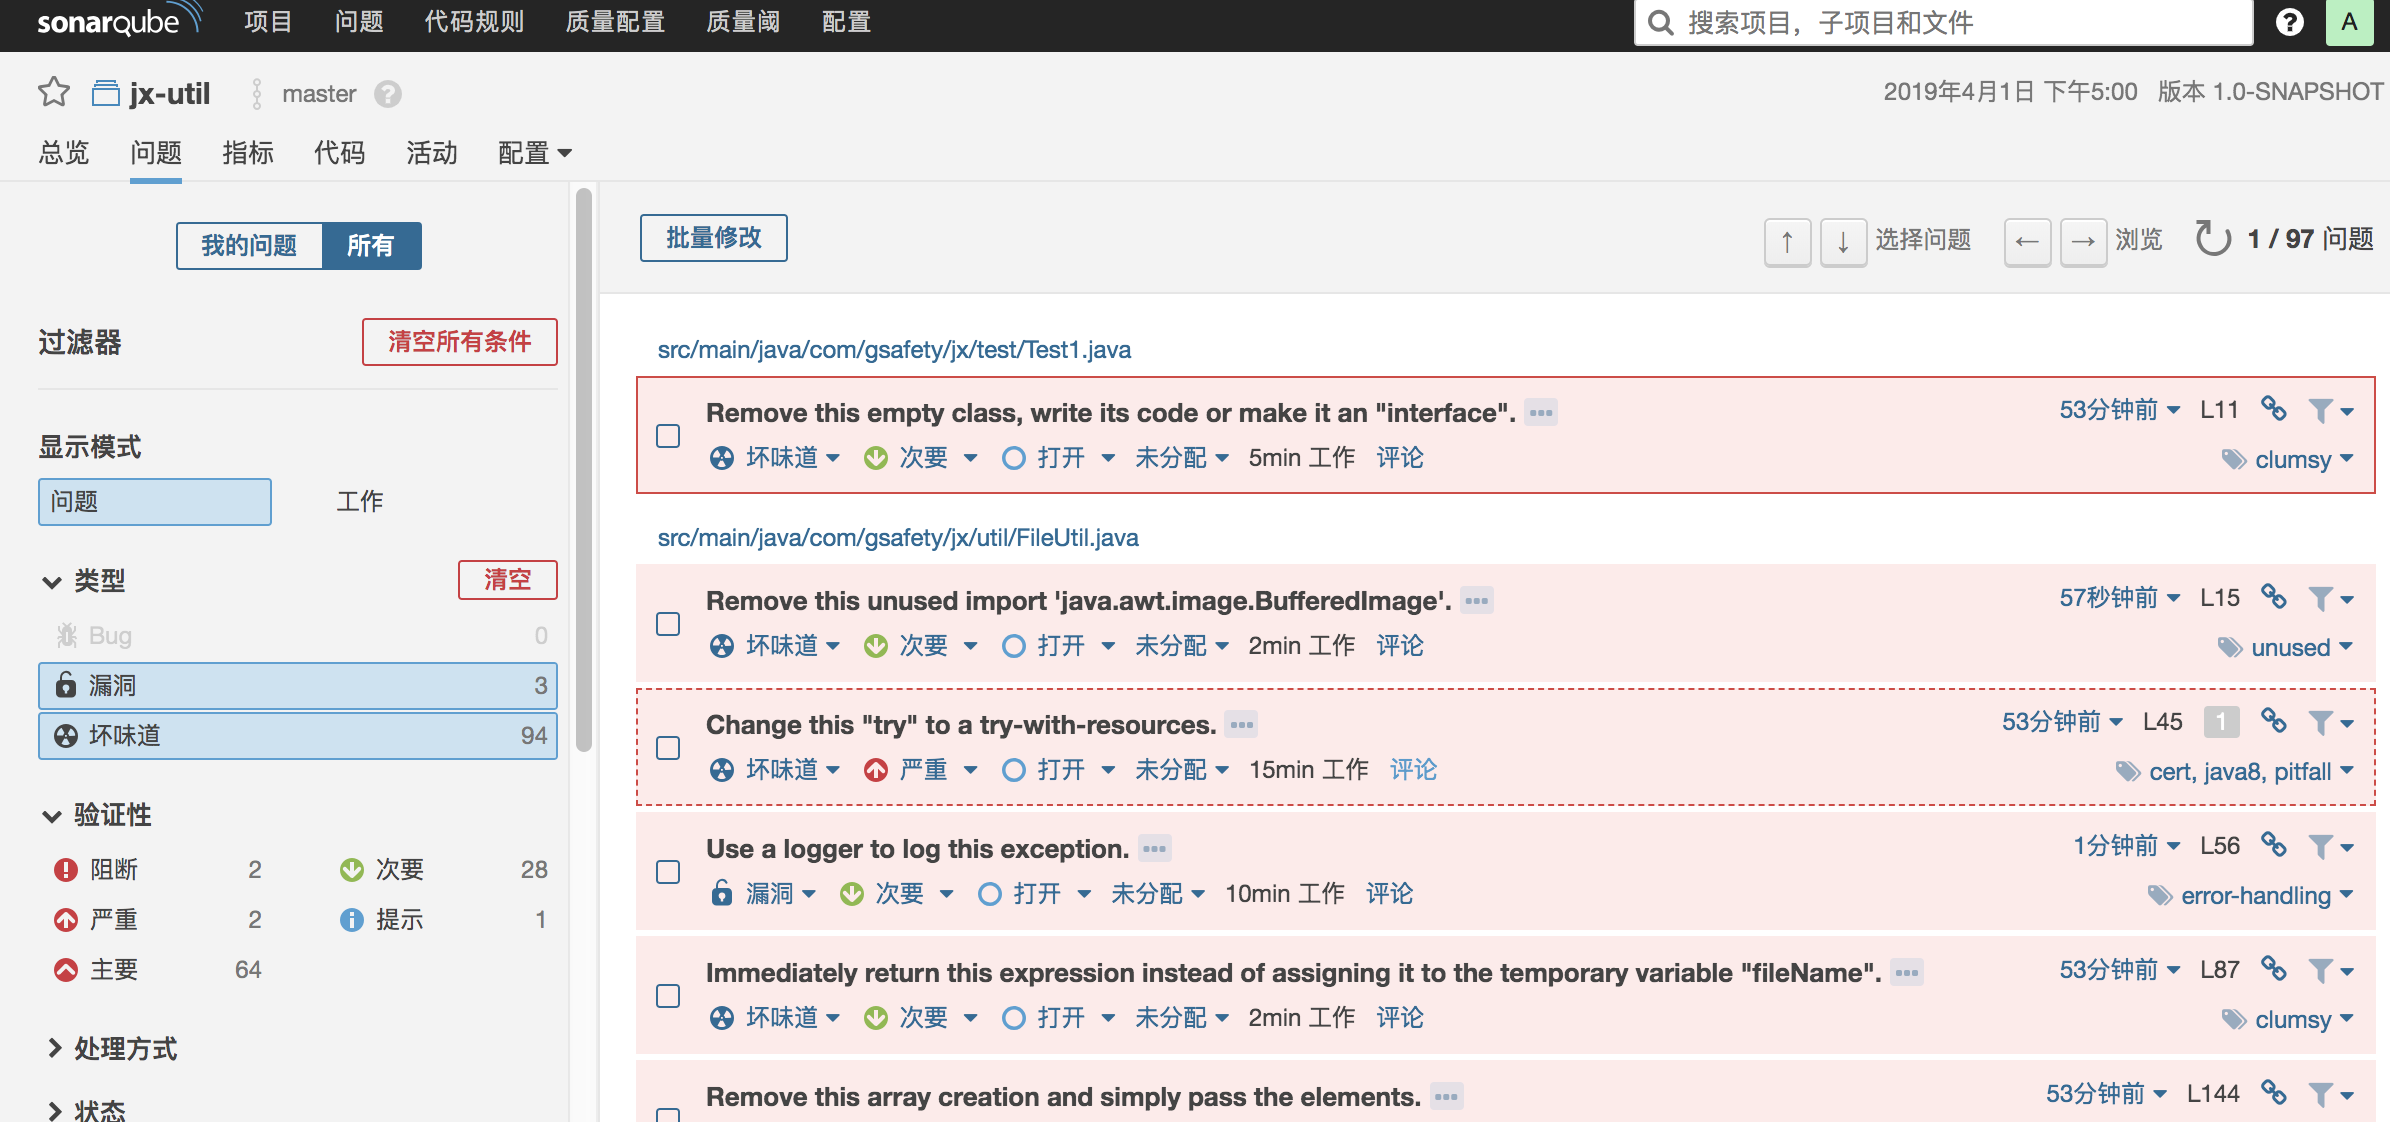 sonarqube 项目 问题 代码规则 质量配置 质量阈 配置 搜索项目，子项目和文件 ? A
jx-util master ? 2019年4月1日 下午5:00 版本 1.0-SNAPSHOT
总览 问题 指标 代码 活动 配置
我的问题 所有
过滤器 清空所有条件
显示模式
问题 工作
类型 清空
Bug 0
漏洞 3
坏味道 94
验证性
阻断 2 次要 28
严重 2 提示 1
主要 64
处理方式
状态
批量修改 ↑ ↓ 选择问题 ← → 浏览 1 / 97 问题
src/main/java/com/gsafety/jx/test/Test1.java
Remove this empty class, write its code or make it an "interface". ••• 53分钟前 L11
坏味道 次要 打开 未分配 5min 工作 评论 clumsy
src/main/java/com/gsafety/jx/util/FileUtil.java
Remove this unused import 'java.awt.image.BufferedImage'. ••• 57秒钟前 L15
坏味道 次要 打开 未分配 2min 工作 评论 unused
Change this "try" to a try-with-resources. ••• 53分钟前 L45 1
坏味道 严重 打开 未分配 15min 工作 评论 cert, java8, pitfall
Use a logger to log this exception. ••• 1分钟前 L56
漏洞 次要 打开 未分配 10min 工作 评论 error-handling
Immediately return this expression instead of assigning it to the temporary variable "fileName". ••• 53分钟前 L87
坏味道 次要 打开 未分配 2min 工作 评论 clumsy
Remove this array creation and simply pass the elements. ••• 53分钟前 L144